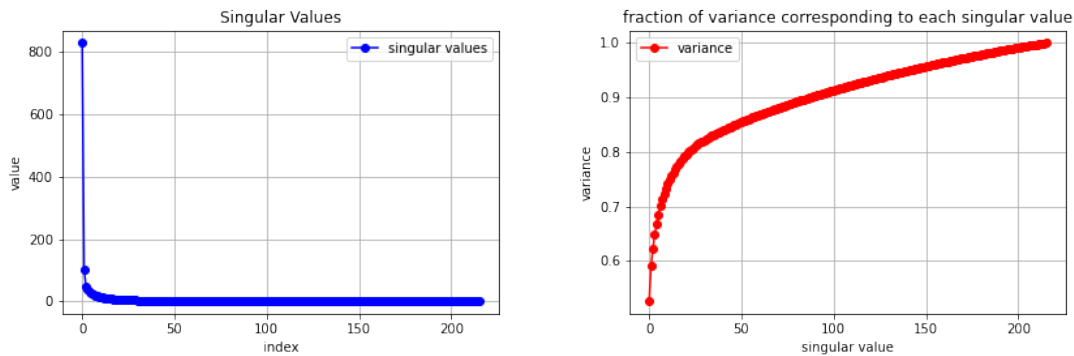 Singular Values
singular values
800
600
400
200
0
value
0
50
100
150
200
index
fraction of variance corresponding to each singular value
variance
1.0
0.9
0.8
0.7
0.6
variance
0
50
100
150
200
singular value